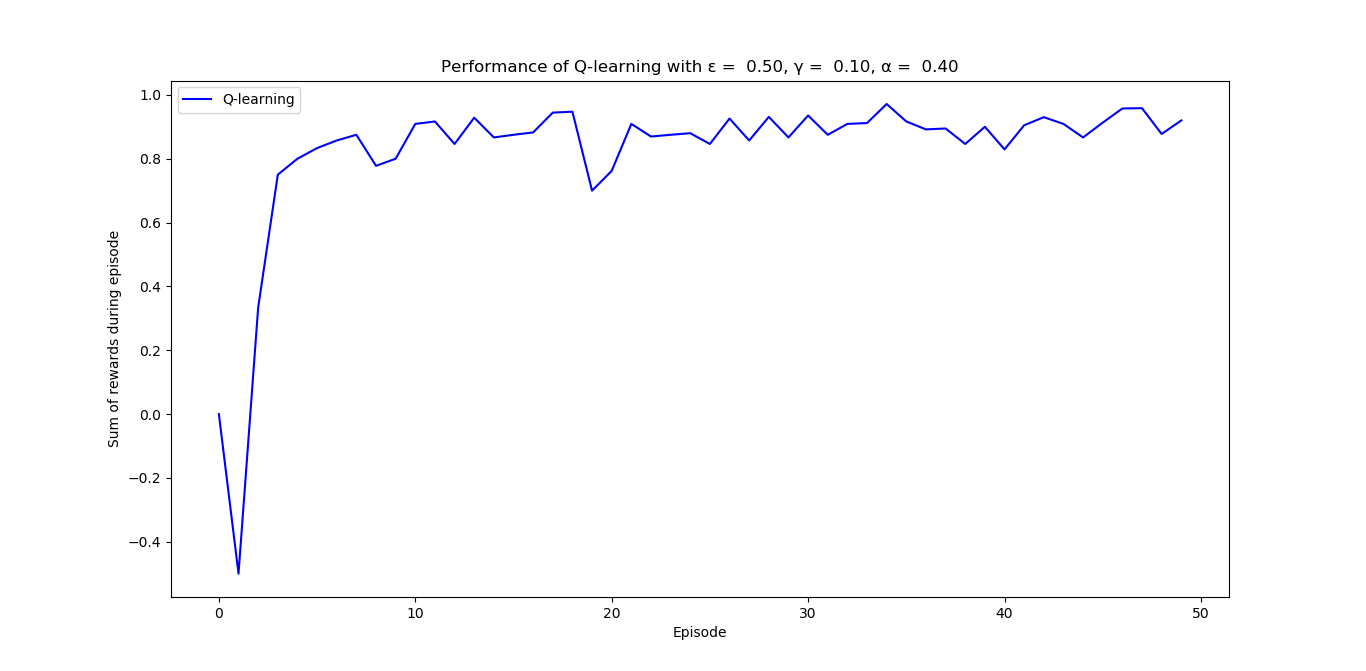 Performance of Q-learning with ε =  0.50, γ =  0.10, α =  0.40
Q-learning
1.0
0.8
0.6
0.4
0.2
0.0
−0.2
−0.4
Sum of rewards during episode
0 10 20 30 40 50
Episode